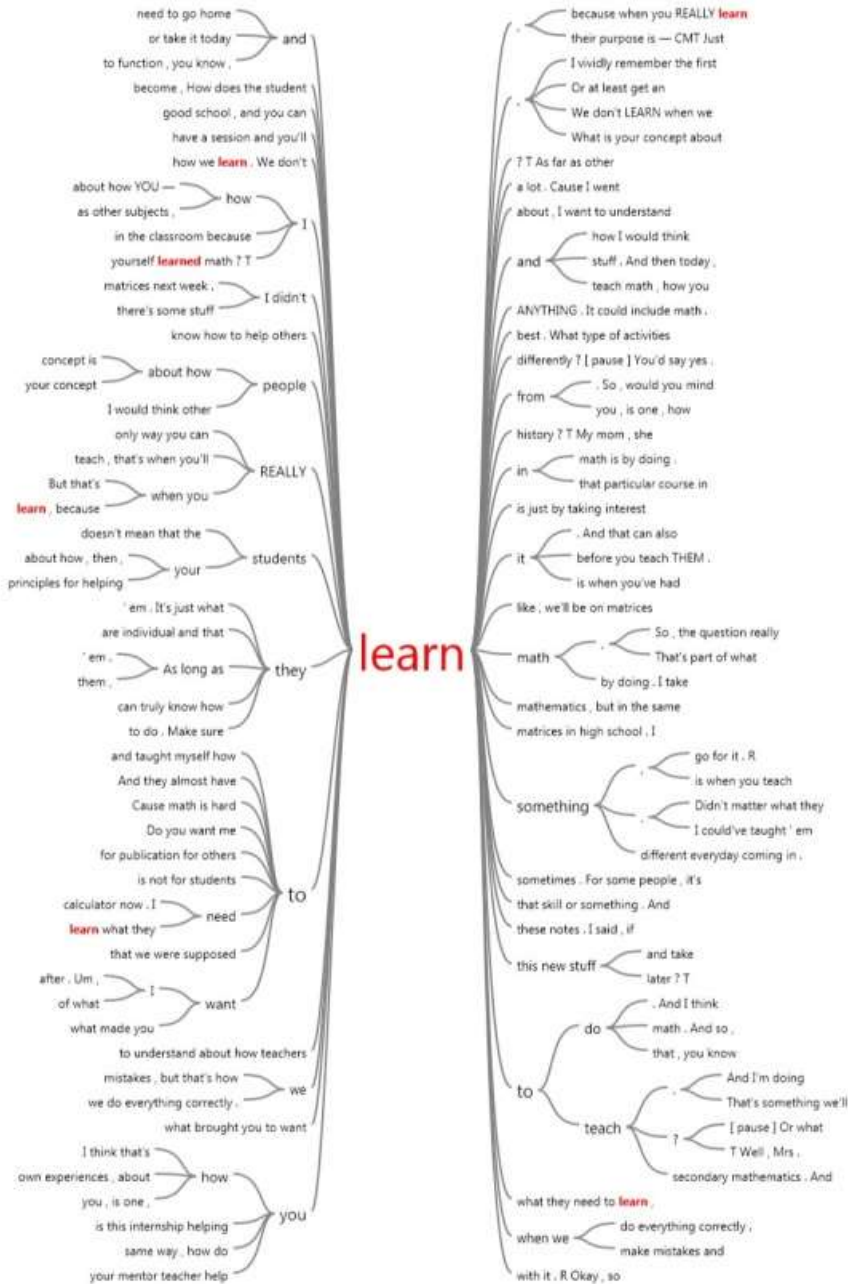 need to go home
or take it today
to function , you know ,
and
become , How does the student
good school , and you can
have a session and you'll
how we learn . We don't
about how YOU —
as other subjects ,
how
in the classroom because
yourself learned math ? T
I
matrices next week ,
there's some stuff
I didn't
know how to help others
concept is
your concept
about how
I would think other
people
only way you can
teach , that's when you'll
But that's
learn , because
when you
REALLY
doesn't mean that the
about how , then ,
principles for helping
your
students
' em . It's just what
are individual and that
' em .
them ,
As long as
can truly know how
to do . Make sure
they
and taught myself how
And they almost have
Cause math is hard
Do you want me
for publication for others
is not for students
calculator now . I
learn what they
need
that we were supposed
after . Um ,
of what
I
what made you
want
to
to understand about how teachers
mistakes , but that's how
we do everything correctly .
we
what brought you to want
I think that's
own experiences , about
you , is one ,
how
is this internship helping
same way , how do
your mentor teacher help
you
learn
,
because when you REALLY learn
their purpose is — CMT Just
.
I vividly remember the first
Or at least get an
We don't LEARN when we
What is your concept about
? T As far as other
a lot . Cause I went
about , I want to understand
and
how I would think
stuff . And then today ,
teach math , how you
ANYTHING . It could include math .
best . What type of activities
differently ? [ pause ] You'd say yes .
from
. So , would you mind
you , is one , how
history ? T My mom , she
in
math is by doing .
that particular course in
is just by taking interest
it
. And that can also
before you teach THEM .
is when you've had
like , we'll be on matrices
math
.
So , the question really
That's part of what
by doing . I take
mathematics , but in the same
matrices in high school . I
something
,
go for it . R
is when you teach
.
Didn't matter what they
I could've taught ' em
different everyday coming in .
sometimes . For some people , it's
that skill or something . And
these notes . I said , if
this new stuff
and take
later ? T
to
do
. And I think
math . And so ,
that , you know
teach
.
And I'm doing
That's something we'll
?
[ pause ] Or what
T Well , Mrs .
secondary mathematics . And
what they need to learn ,
when we
do everything correctly ,
make mistakes and
with it . R Okay , so